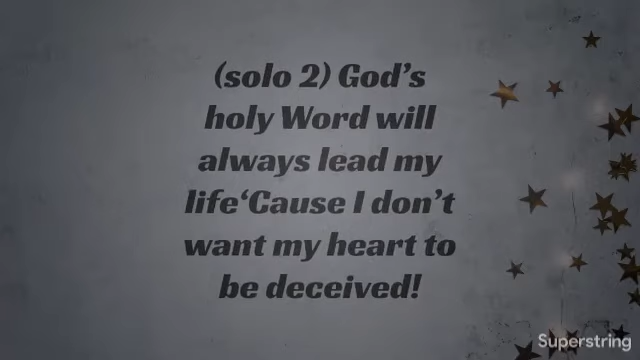 (solo 2) God’s
holy Word will
always lead my
life‘Cause I don’t
want my heart to
be deceived!
Superstring